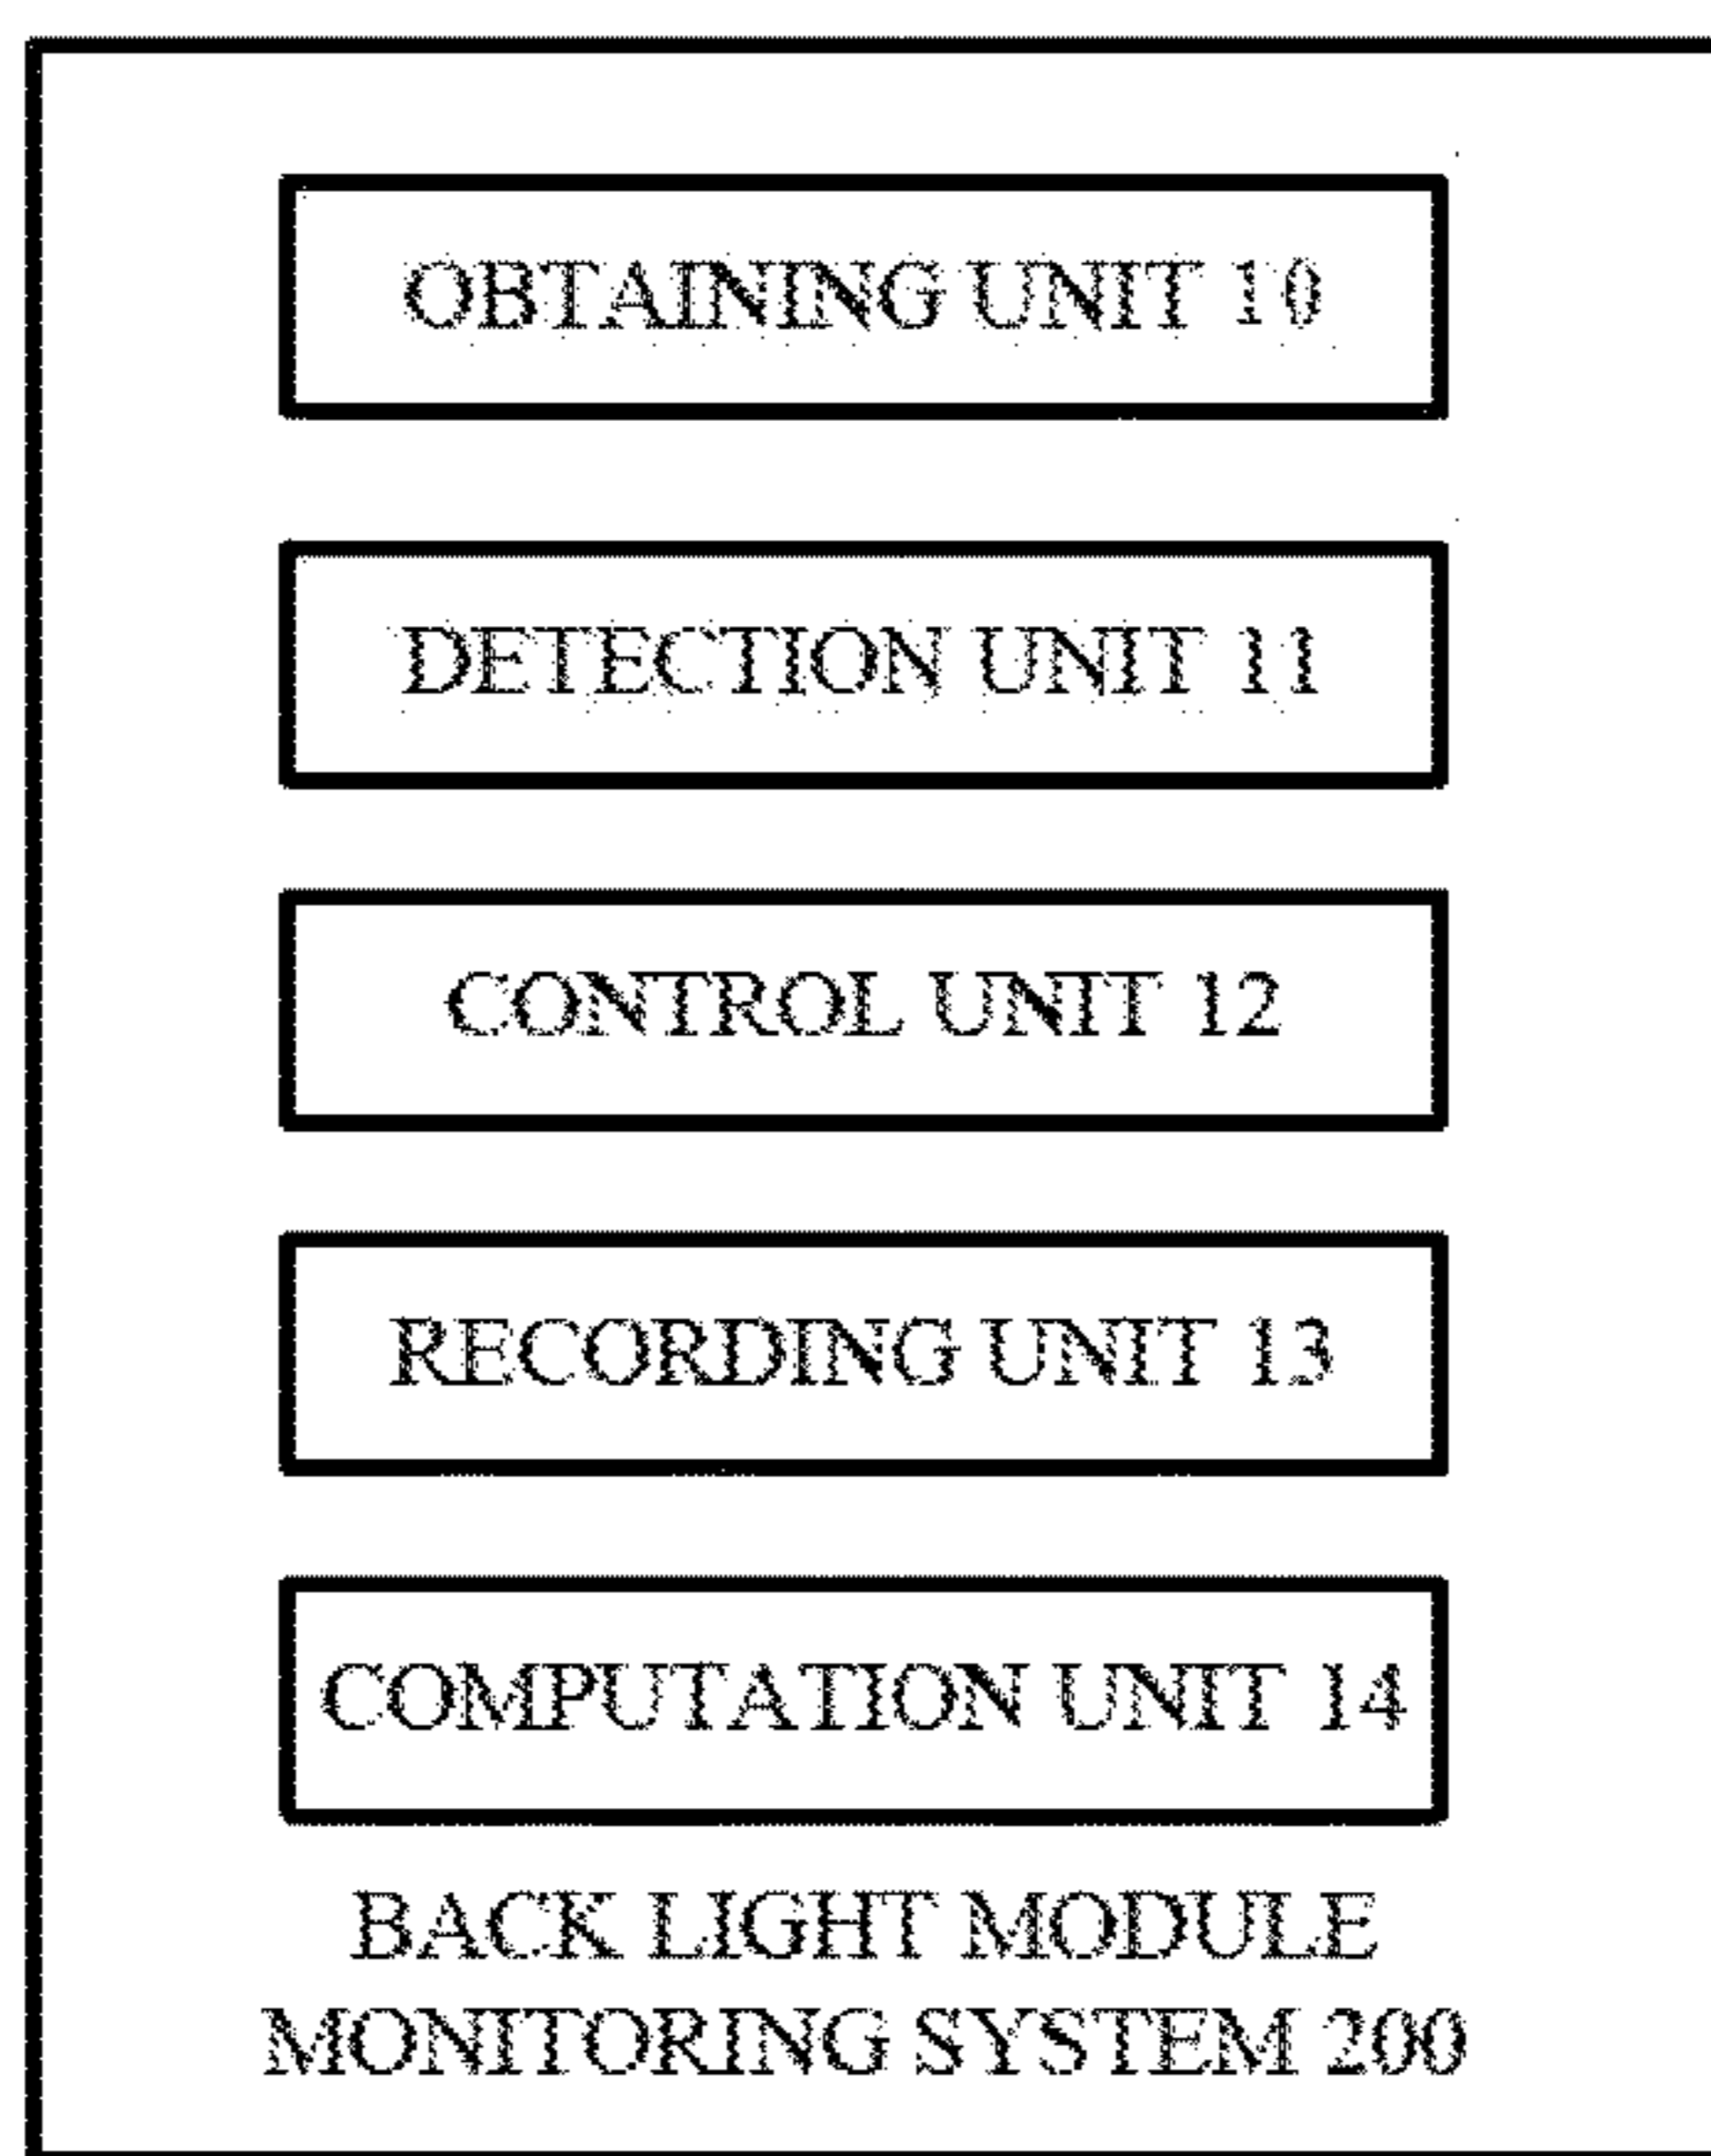 OBTAINING UNIT 10
DETECTION UNIT 11
CONTROL UNIT 12
RECORDING UNIT 13
COMPUTATION UNIT 14
BACK LIGHT MODULE
MONITORING SYSTEM 200